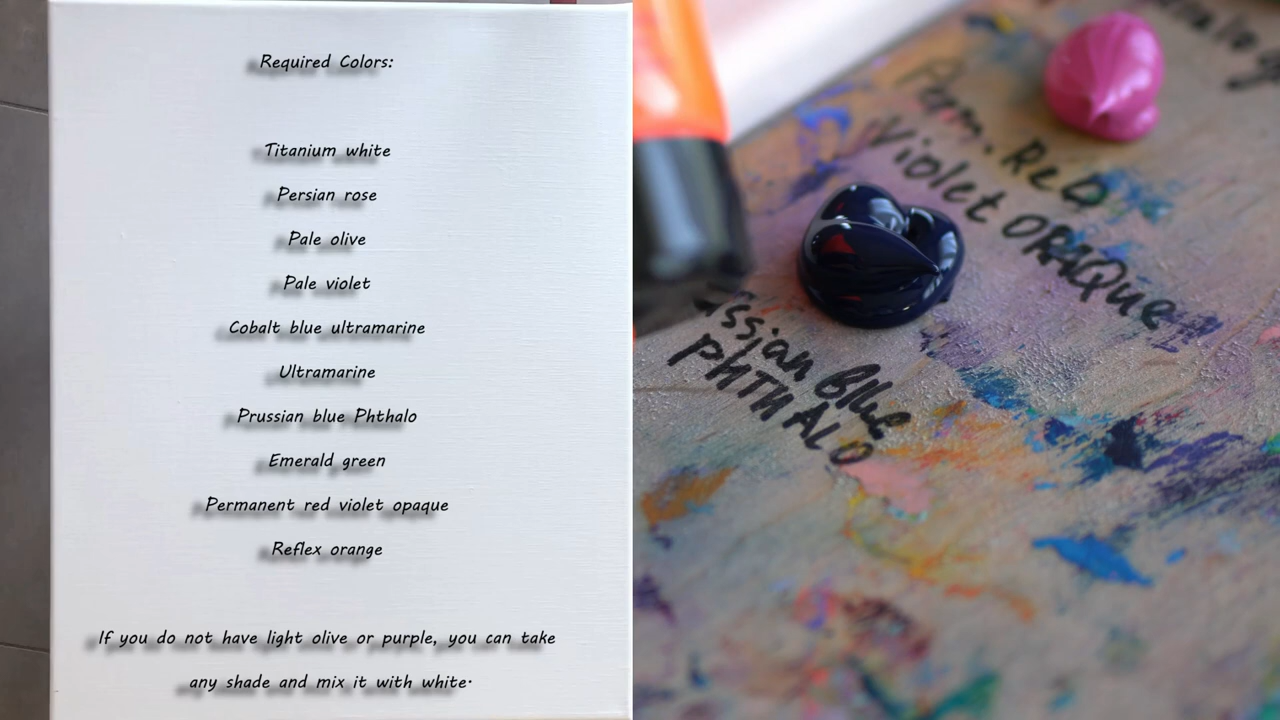 Required Colors:
Titanium white
Persian rose
Pale olive
Pale violet
Cobalt blue ultramarine
Ultramarine
Prussian blue Phthalo
Emerald green
Permanent red violet opaque
Reflex orange
If you do not have light olive or purple, you can take
any shade and mix it with white.
Perm. Red
Violet OPAQue
Blue
PHTHALO